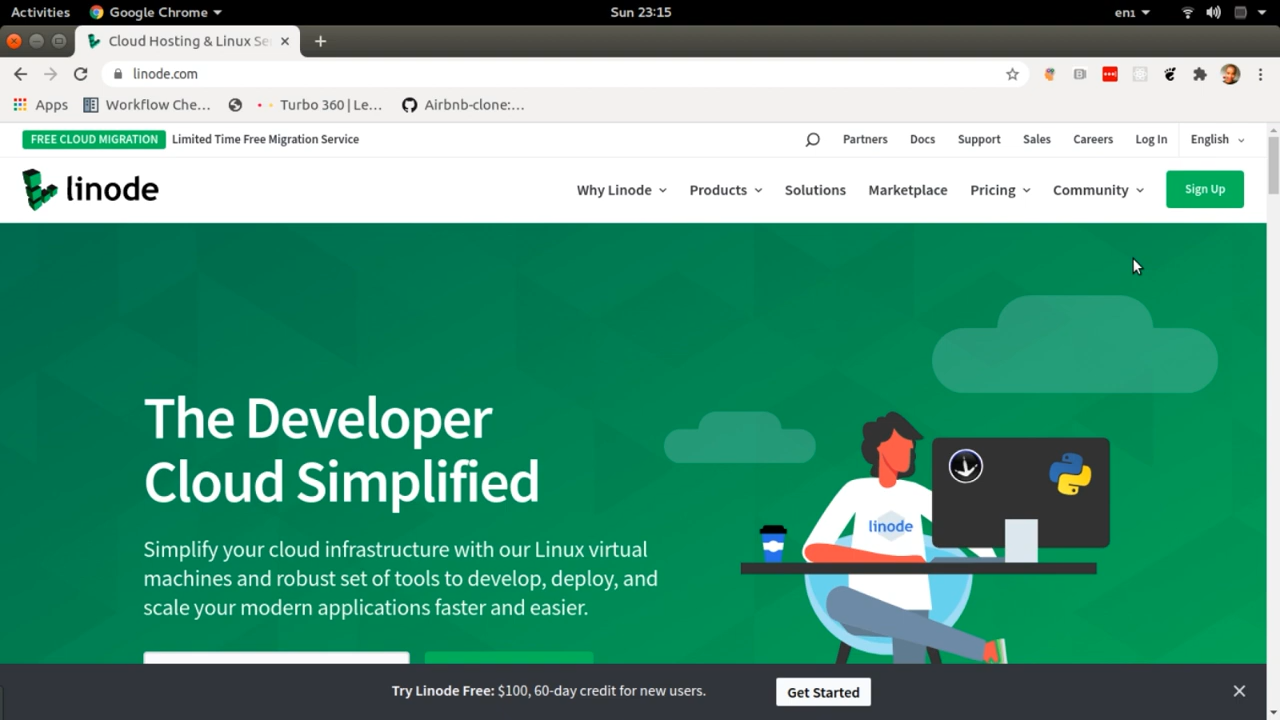 Activities Google Chrome Sun 23:15 en1
Cloud Hosting & Linux Se
linode.com
Apps Workflow Che... Turbo 360 | Le... Airbnb-clone:...
FREE CLOUD MIGRATION Limited Time Free Migration Service Partners Docs Support Sales Careers Log In English
linode Why Linode Products Solutions Marketplace Pricing Community Sign Up
The Developer
Cloud Simplified
Simplify your cloud infrastructure with our Linux virtual
machines and robust set of tools to develop, deploy, and
scale your modern applications faster and easier.
linode
Try Linode Free: $100, 60-day credit for new users. Get Started